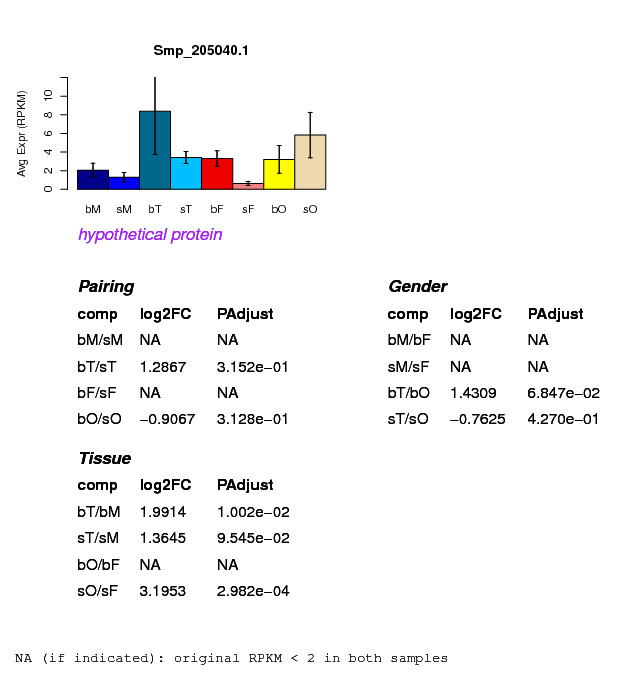 Smp_205040.1
Avg Expr (RPKM)
0 2 4 6 8 10
bM sM bT sT bF sF bO sO
hypothetical protein
Pairing
comp log2FC PAdjust
bM/sM NA NA
bT/sT 1.2867 3.152e−01
bF/sF NA NA
bO/sO −0.9067 3.128e−01
Gender
comp log2FC PAdjust
bM/bF NA NA
sM/sF NA NA
bT/bO 1.4309 6.847e−02
sT/sO −0.7625 4.270e−01
Tissue
comp log2FC PAdjust
bT/bM 1.9914 1.002e−02
sT/sM 1.3645 9.545e−02
bO/bF NA NA
sO/sF 3.1953 2.982e−04
NA (if indicated): original RPKM < 2 in both samples